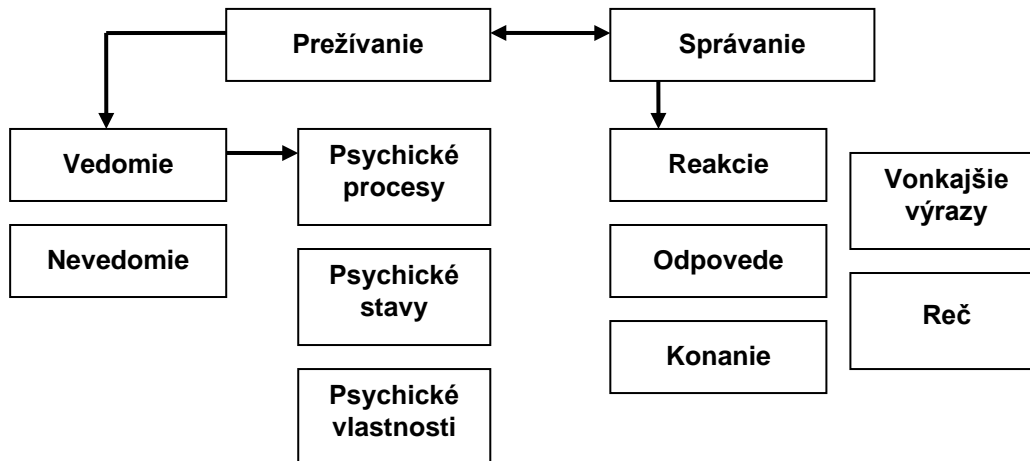 Prežívanie
Správanie
Vedomie
Psychické
procesy
Reakcie
Vonkajšie
výrazy
Nevedomie
Psychické
stavy
Odpovede
Reč
Konanie
Psychické
vlastnosti